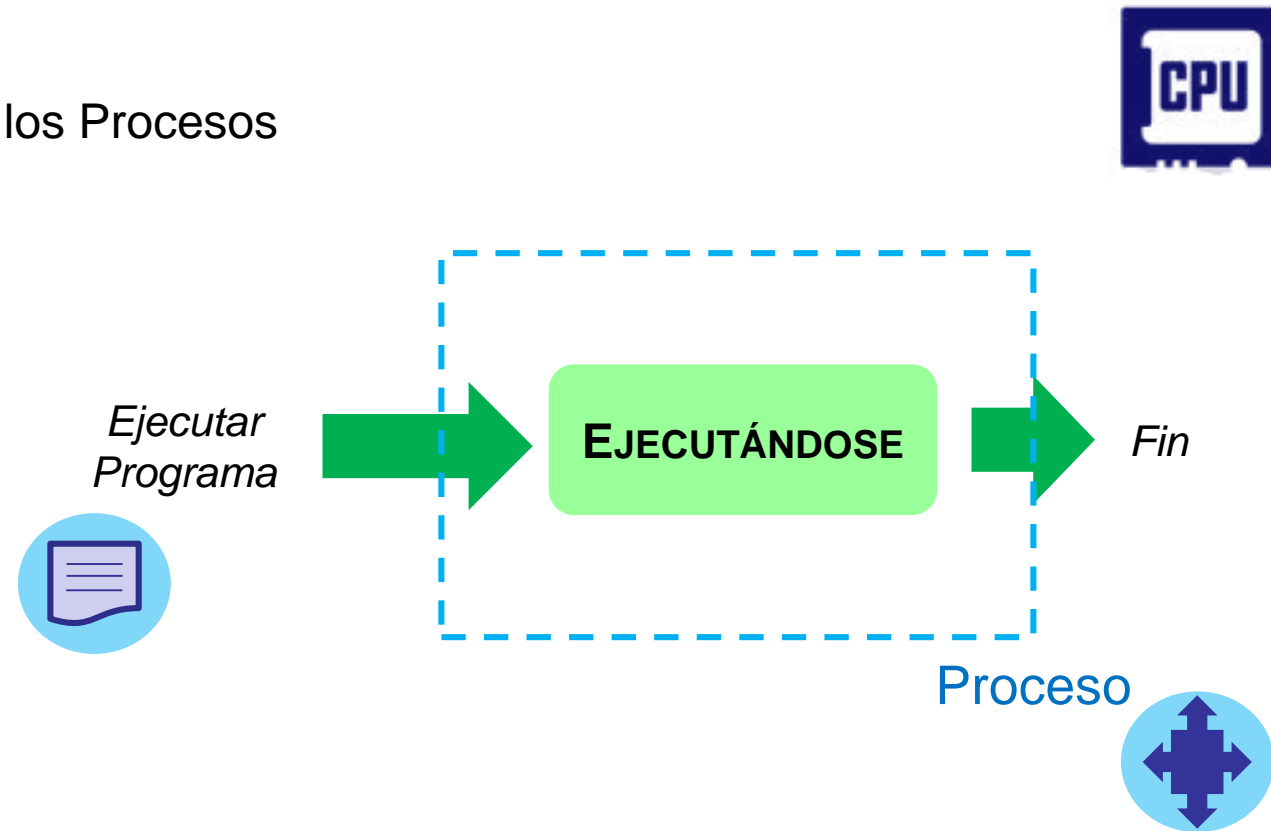 CPU
los Procesos
Ejecutar
Programa
EJECUTÁNDOSE
Fin
Proceso